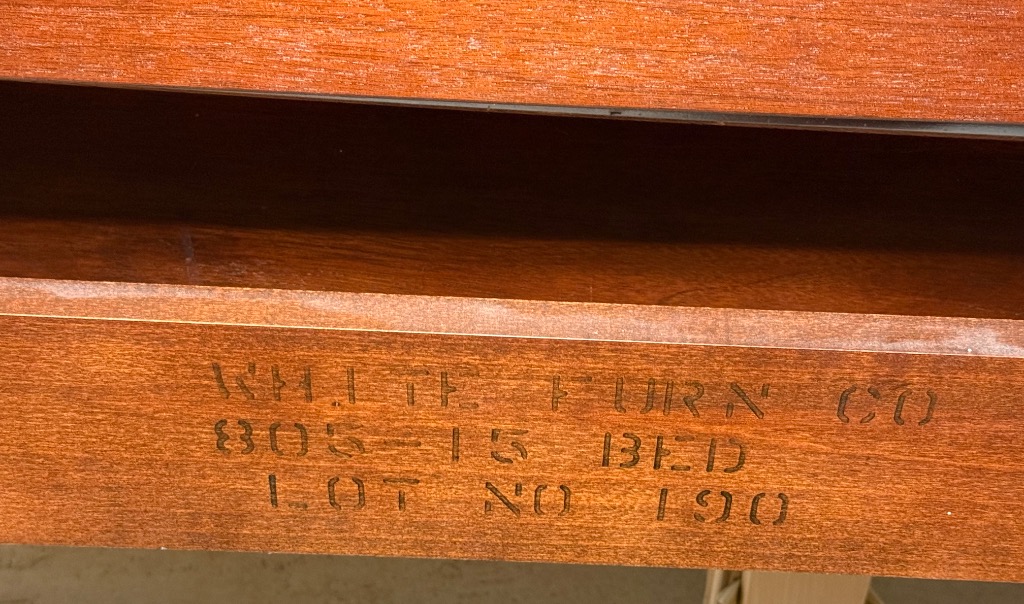 WHITE FURN CO
805-15 BED
LOT NO 190